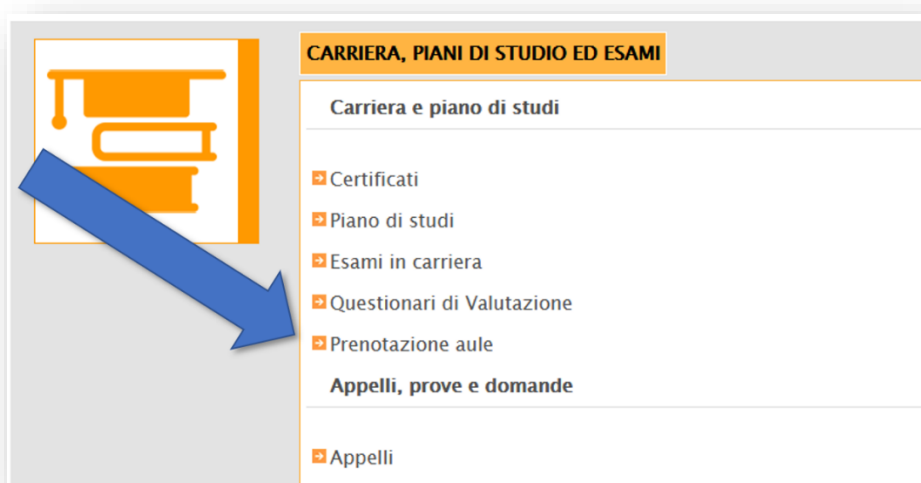 CARRIERA, PIANI DI STUDIO ED ESAMI
Carriera e piano di studi
Certificati
Piano di studi
Esami in carriera
Questionari di Valutazione
Prenotazione aule
Appelli, prove e domande
Appelli